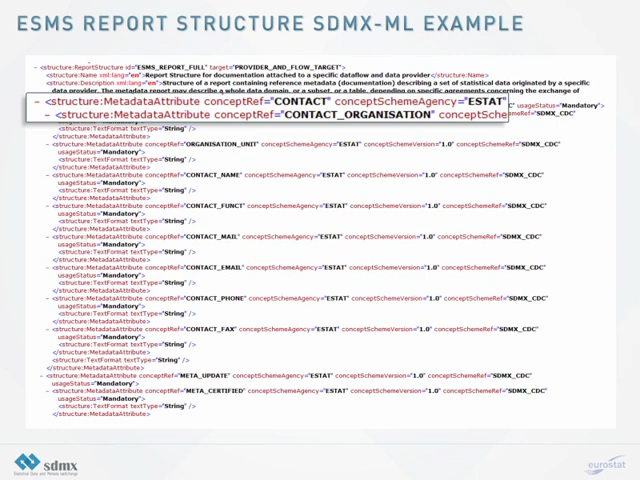 ESMS REPORT STRUCTURE SDMX-ML EXAMPLE
- <structure:ReportStructure id="ESMS_REPORT_FULL" target="PROVIDER_AND_FLOW_TARGET">
<structure:Name xml:lang="en">Report Structure for documentation attached to a specific dataflow and data provider</structure:Name>
<structure:Description xml:lang="en">Structure of a report containing reference metadata (documentation) describing a set of statistical data originated by a specific
data provider. The metadata report may describe a whole data domain, or a subset, or a table, depending on specific agreements concerning the exchange of
- <structure:MetadataAttribute conceptRef="CONTACT" conceptSchemeAgency="ESTAT"
usageStatus="Mandatory">
- <structure:MetadataAttribute conceptRef="CONTACT_ORGANISATION" conceptSche
="SDMX_CDC"
<structure:TextFormat textType="String" />
</structure:MetadataAttribute>
- <structure:MetadataAttribute conceptRef="ORGANISATION_UNIT" conceptSchemeAgency="ESTAT" conceptSchemeVersion="1.0" conceptSchemeRef="SDMX_CDC"
usageStatus="Mandatory">
<structure:TextFormat textType="String" />
</structure:MetadataAttribute>
- <structure:MetadataAttribute conceptRef="CONTACT_NAME" conceptSchemeAgency="ESTAT" conceptSchemeVersion="1.0" conceptSchemeRef="SDMX_CDC"
usageStatus="Mandatory">
<structure:TextFormat textType="String" />
</structure:MetadataAttribute>
- <structure:MetadataAttribute conceptRef="CONTACT_FUNCT" conceptSchemeAgency="ESTAT" conceptSchemeVersion="1.0" conceptSchemeRef="SDMX_CDC"
usageStatus="Mandatory">
<structure:TextFormat textType="String" />
</structure:MetadataAttribute>
- <structure:MetadataAttribute conceptRef="CONTACT_MAIL" conceptSchemeAgency="ESTAT" conceptSchemeVersion="1.0" conceptSchemeRef="SDMX_CDC"
usageStatus="Mandatory">
<structure:TextFormat textType="String" />
</structure:MetadataAttribute>
- <structure:MetadataAttribute conceptRef="CONTACT_EMAIL" conceptSchemeAgency="ESTAT" conceptSchemeVersion="1.0" conceptSchemeRef="SDMX_CDC"
usageStatus="Mandatory">
<structure:TextFormat textType="String" />
</structure:MetadataAttribute>
- <structure:MetadataAttribute conceptRef="CONTACT_PHONE" conceptSchemeAgency="ESTAT" conceptSchemeVersion="1.0" conceptSchemeRef="SDMX_CDC"
usageStatus="Mandatory">
<structure:TextFormat textType="String" />
</structure:MetadataAttribute>
- <structure:MetadataAttribute conceptRef="CONTACT_FAX" conceptSchemeAgency="ESTAT" conceptSchemeVersion="1.0" conceptSchemeRef="SDMX_CDC"
usageStatus="Mandatory">
<structure:TextFormat textType="String" />
</structure:MetadataAttribute>
<structure:TextFormat textType="String" />
</structure:MetadataAttribute>
- <structure:MetadataAttribute conceptRef="META_UPDATE" conceptSchemeAgency="ESTAT" conceptSchemeVersion="1.0" conceptSchemeRef="SDMX_CDC"
usageStatus="Mandatory">
- <structure:MetadataAttribute conceptRef="META_CERTIFIED" conceptSchemeAgency="ESTAT" conceptSchemeVersion="1.0" conceptSchemeRef="SDMX_CDC"
usageStatus="Mandatory">
<structure:TextFormat textType="String" />
</structure:MetadataAttribute>
sdmx
eurostat